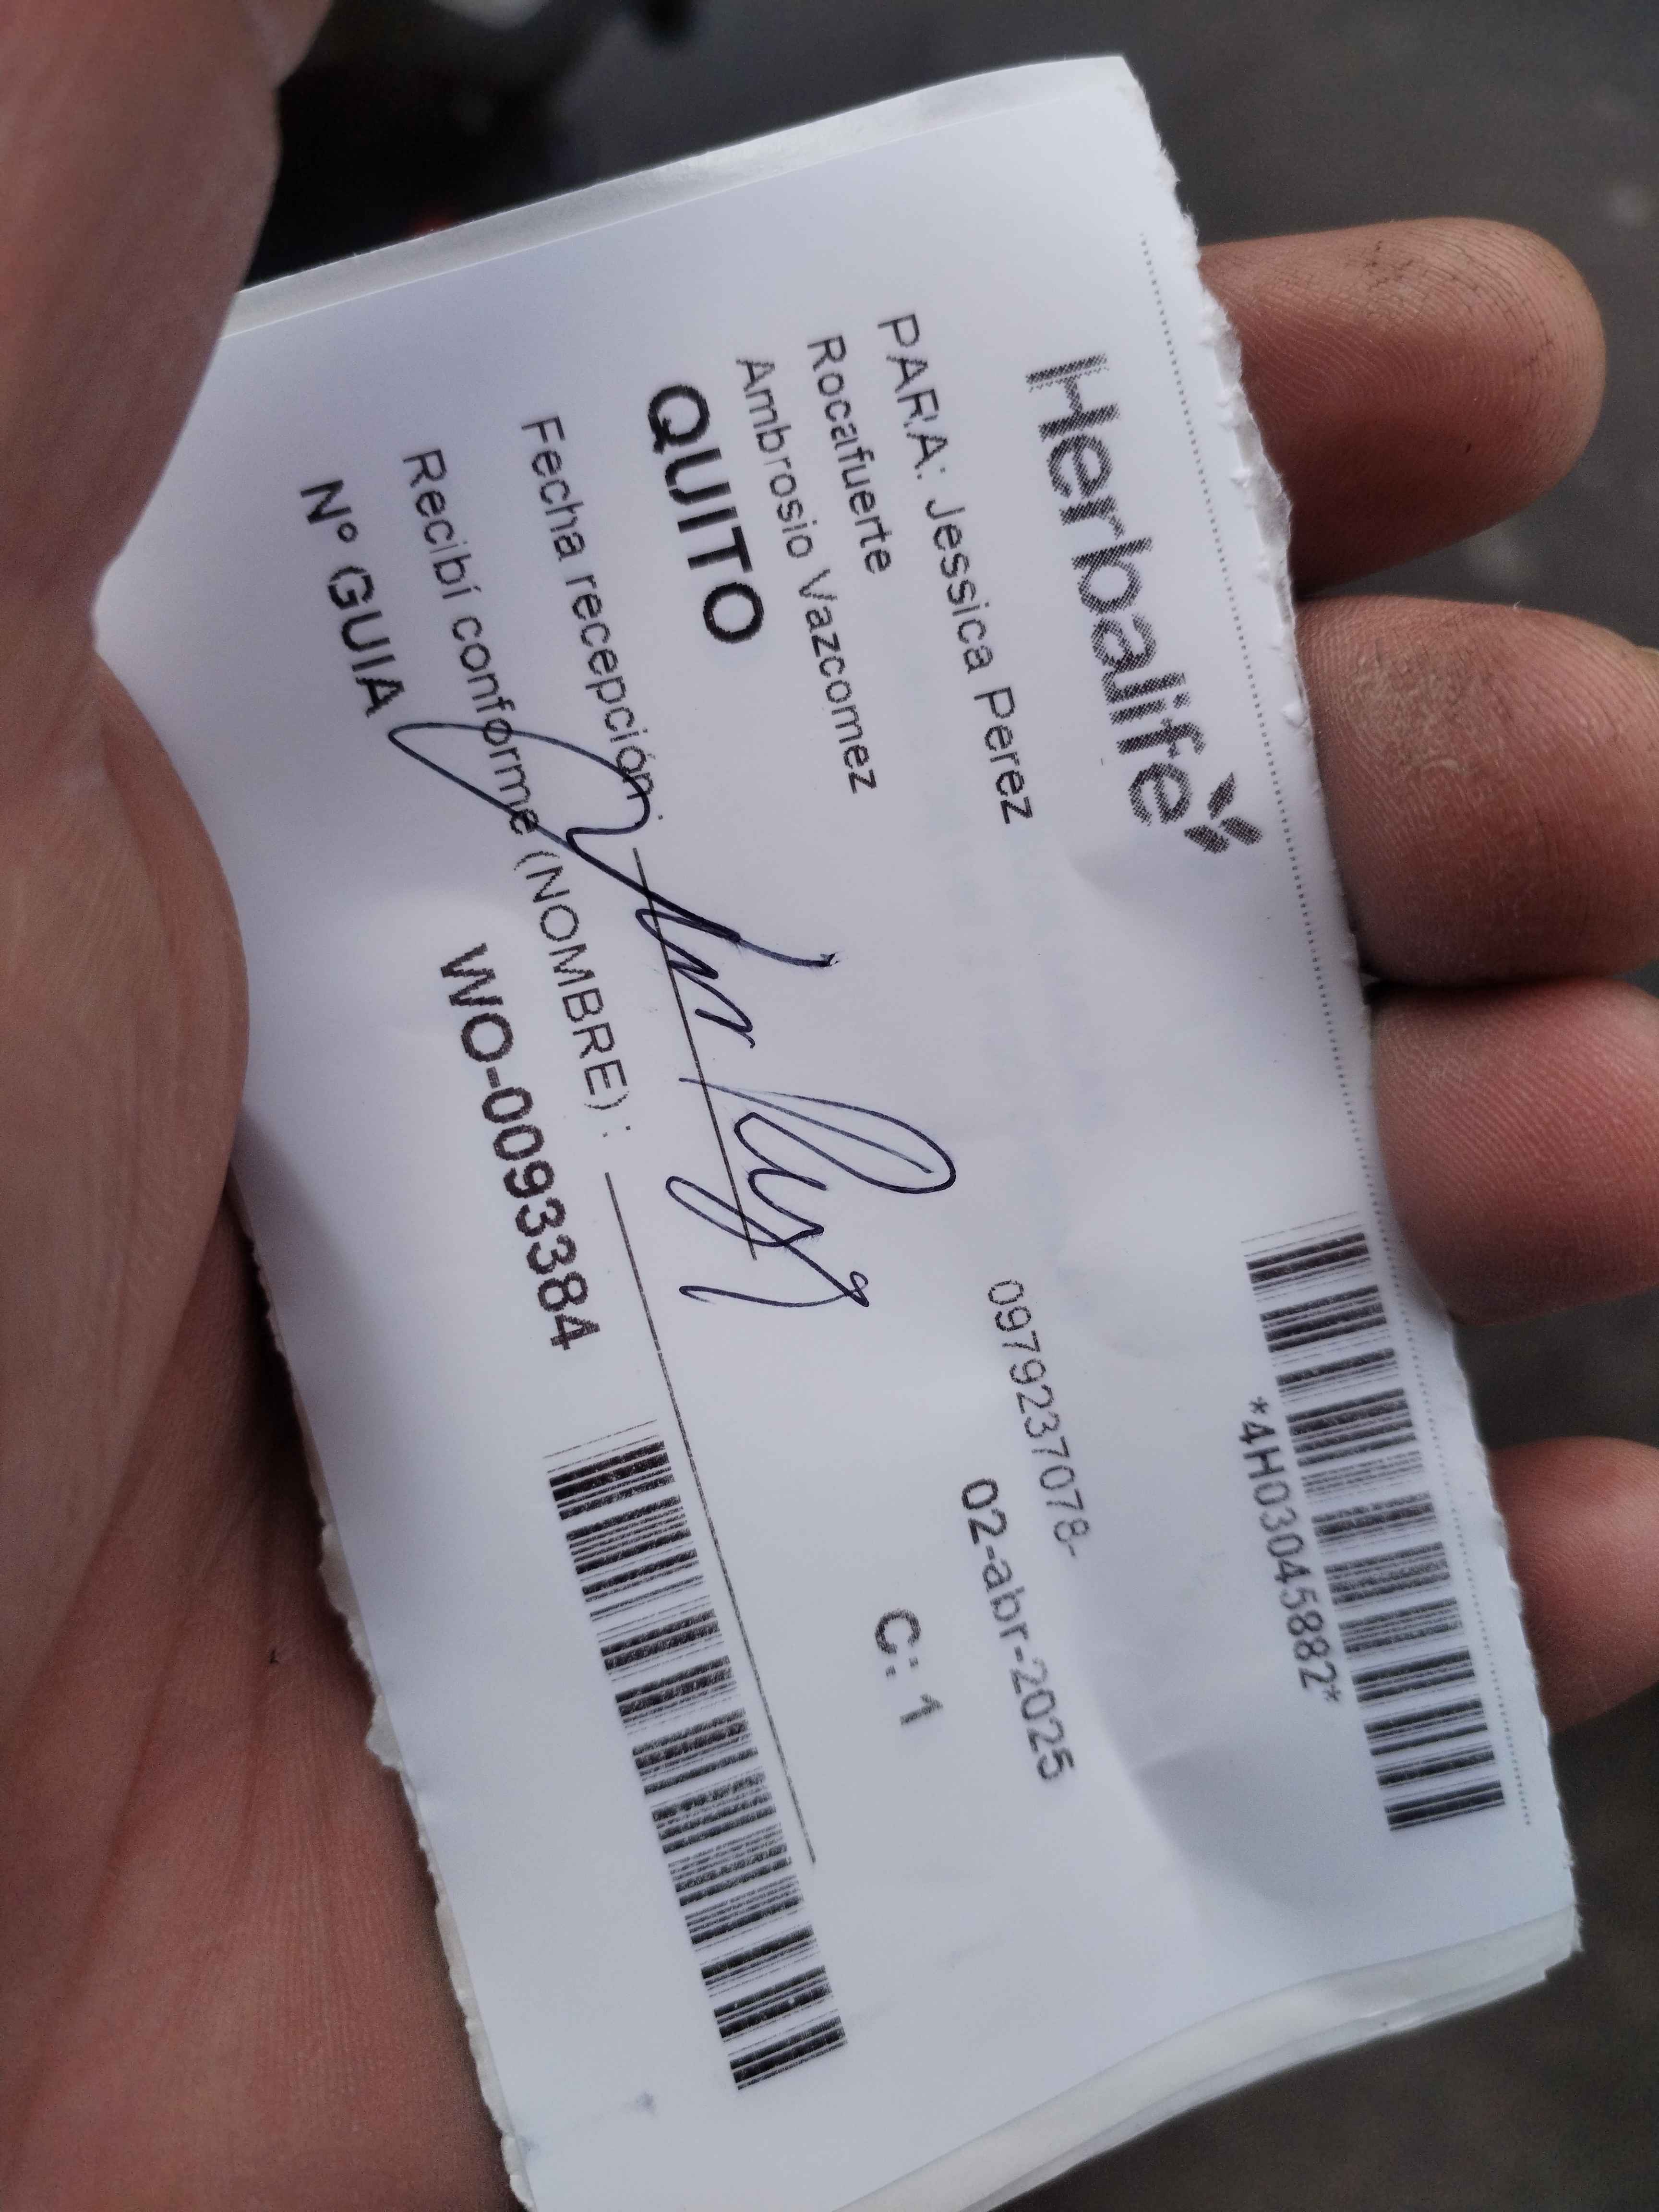 Herbalife
*4H03045882*
PARA: Jessica Perez
0979237078-
Rocafuerte
02-abr-2025
Ambrosio Vazcomez
C: 1
QUITO
Fecha recepción:
Recibí conforme (NOMBRE) :
Nº GUIA
WO-0093384